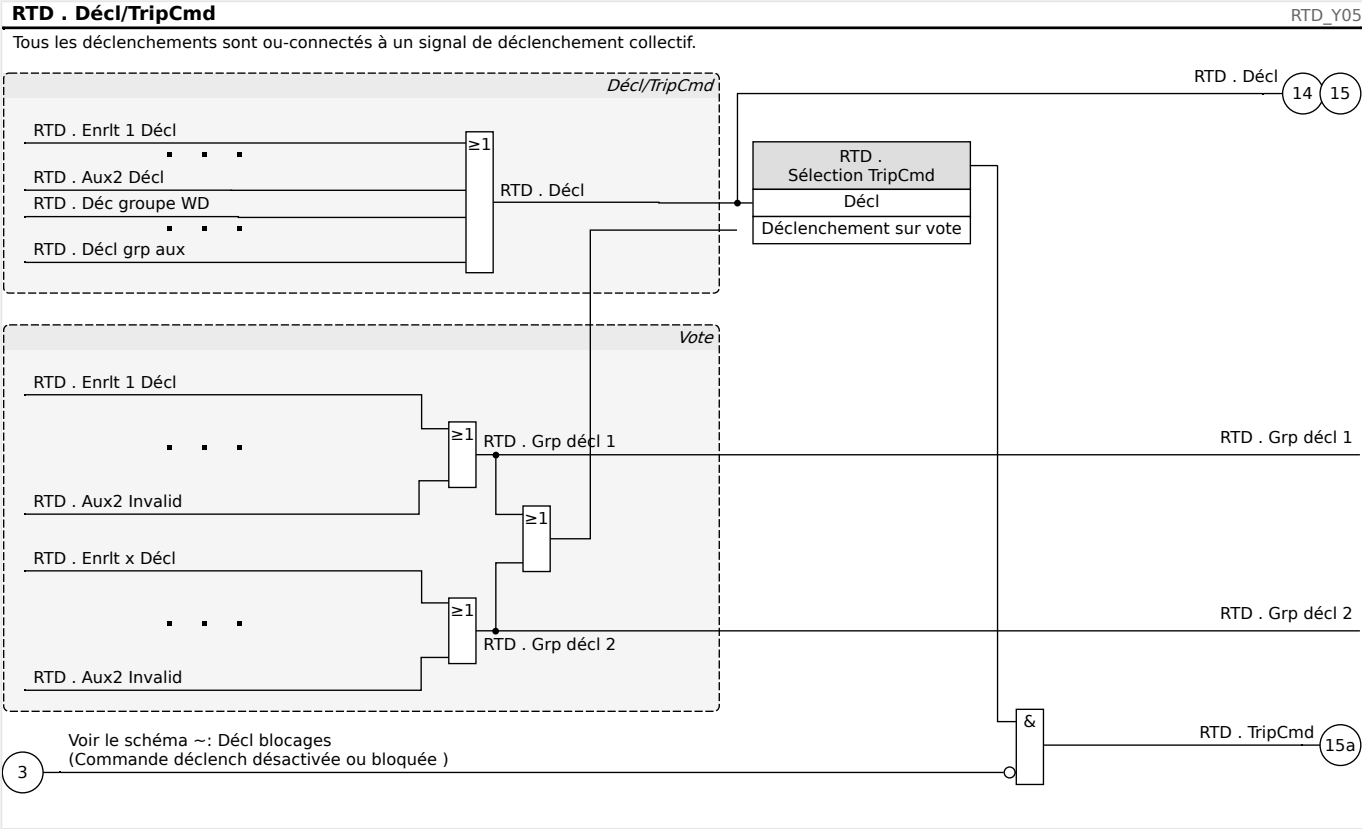 RTD . Décl/TripCmd
RTD_Y05
Tous les déclenchements sont ou-connectés à un signal de déclenchement collectif.
Décl/TripCmd
RTD . Décl
14
15
RTD . Enrlt 1 Décl
≥1
RTD . Aux2 Décl
RTD . Déc groupe WD
RTD . Décl grp aux
RTD . Décl
RTD .
Sélection TripCmd
Décl
Déclenchement sur vote
Vote
RTD . Enrlt 1 Décl
≥1
RTD . Grp décl 1
RTD . Grp décl 1
RTD . Aux2 Invalid
≥1
RTD . Enrlt x Décl
≥1
RTD . Grp décl 2
RTD . Grp décl 2
RTD . Aux2 Invalid
&
Voir le schéma ~: Décl blocages
(Commande déclench désactivée ou bloquée )
3
RTD . TripCmd
15a